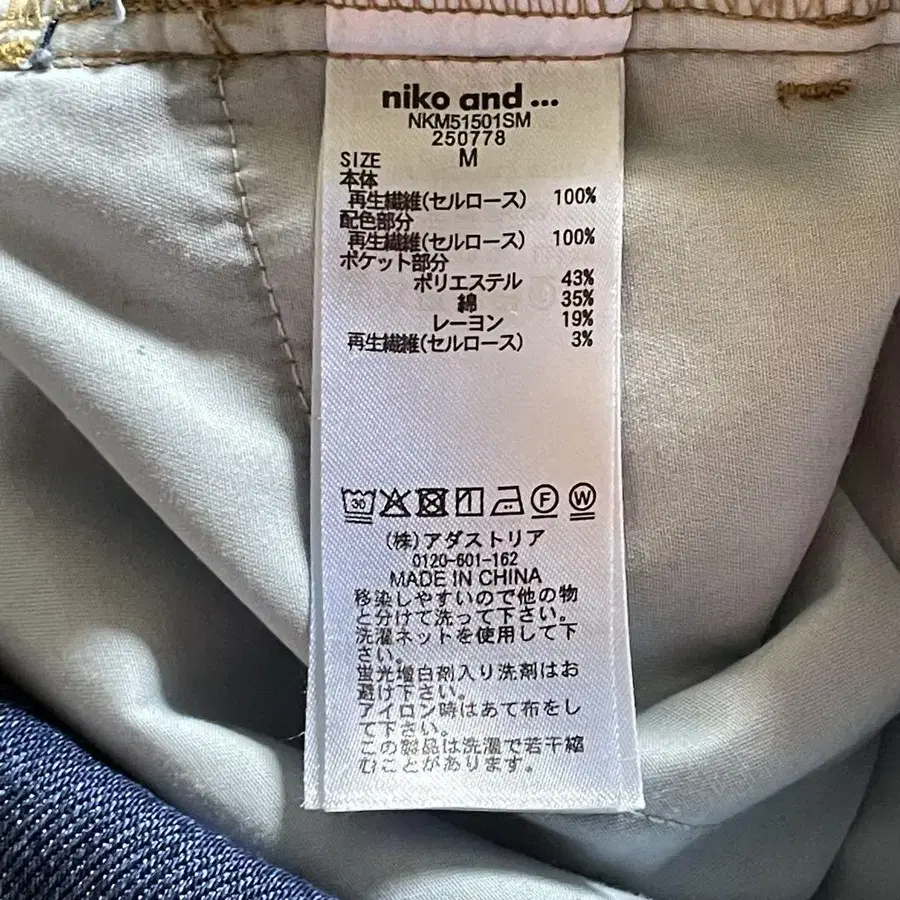 niko and ...
NKM51501SM
250778
SIZE M
本体
再生繊維(セルロース) 100%
配色部分
再生繊維(セルロース) 100%
ポケット部分
ポリエステル 43%
綿 35%
レーヨン 19%
再生繊維(セルロース) 3%
30 F W
(株)アダストリア
0120-601-162
MADE IN CHINA
移染しやすいので他の物
と分けて洗って下さい。
洗濯ネットを使用して下
さい。
蛍光増白剤入り洗剤はお
避け下さい。
アイロン時はあて布をし
て下さい。
この製品は洗濯で若干縮
むことがあります。